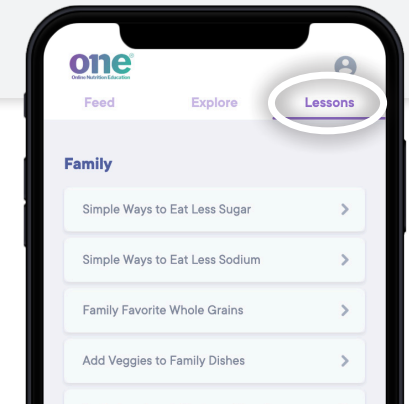 one
Online Nutrition Education
Feed Explore Lessons
Family
Simple Ways to Eat Less Sugar
Simple Ways to Eat Less Sodium
Family Favorite Whole Grains
Add Veggies to Family Dishes